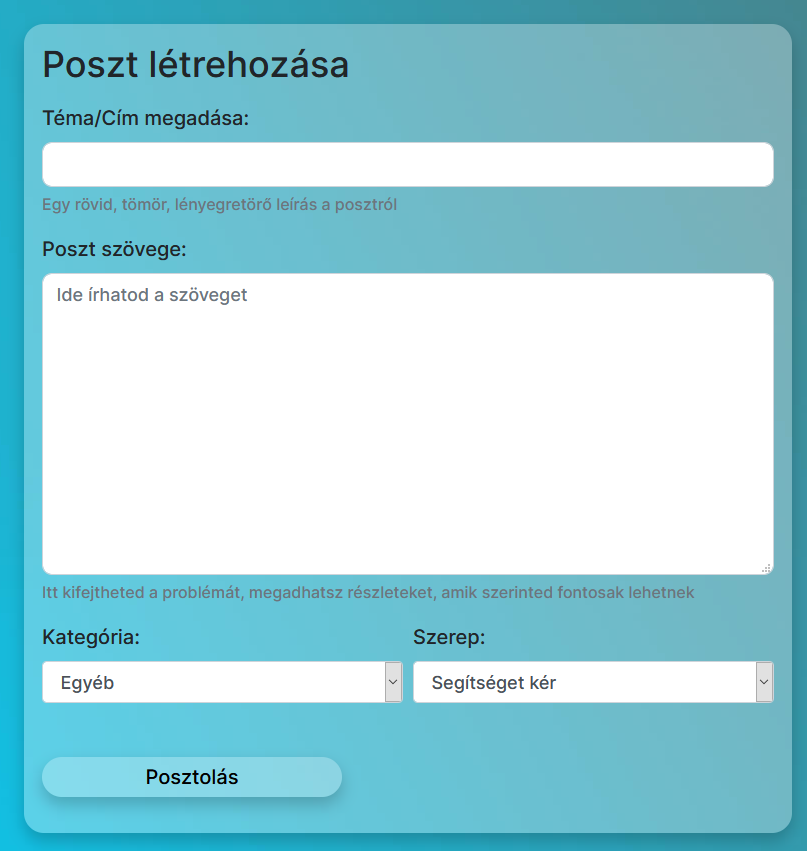 Poszt létrehozása
Téma/Cím megadása:
Egy rövid, tömör, lényegretörő leírás a posztról
Poszt szövege:
Ide írhatod a szöveget
Itt kifejtheted a problémát, megadhatsz részleteket, amik szerinted fontosak lehetnek
Kategória: Szerep:
Egyéb Segítséget kér
Posztolás